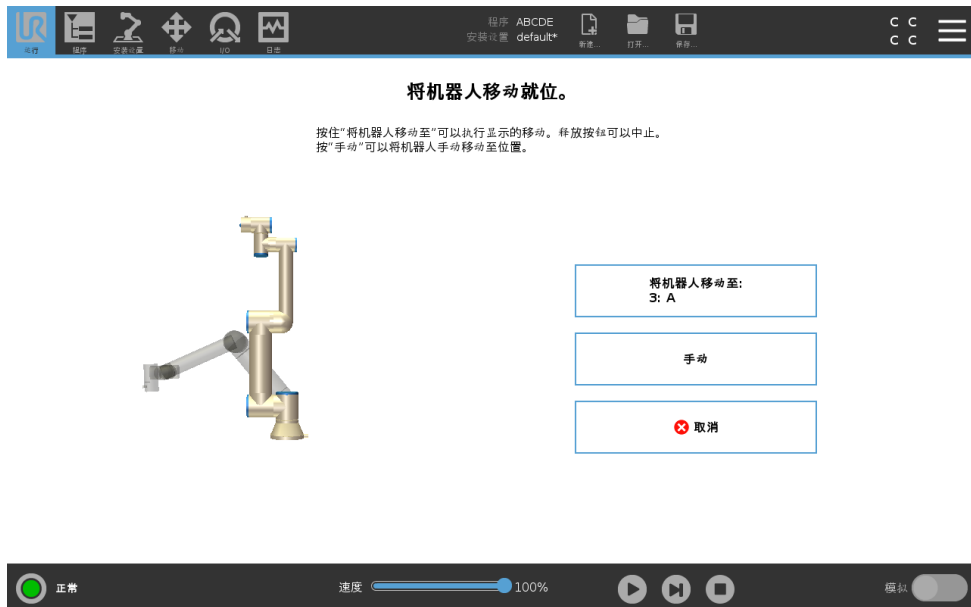 UR
运行
程序
安装设置
移动
I/O
日志
程序 ABCDE
安装设置 default*
新建...
打开...
保存...
C C
C C
将机器人移动就位。
按住“将机器人移动至”可以执行显示的移动。释放按钮可以中止。
按“手动”可以将机器人手动移动至位置。
将机器人移动至:
3: A
手动
取消
正常
速度
100%
模拟